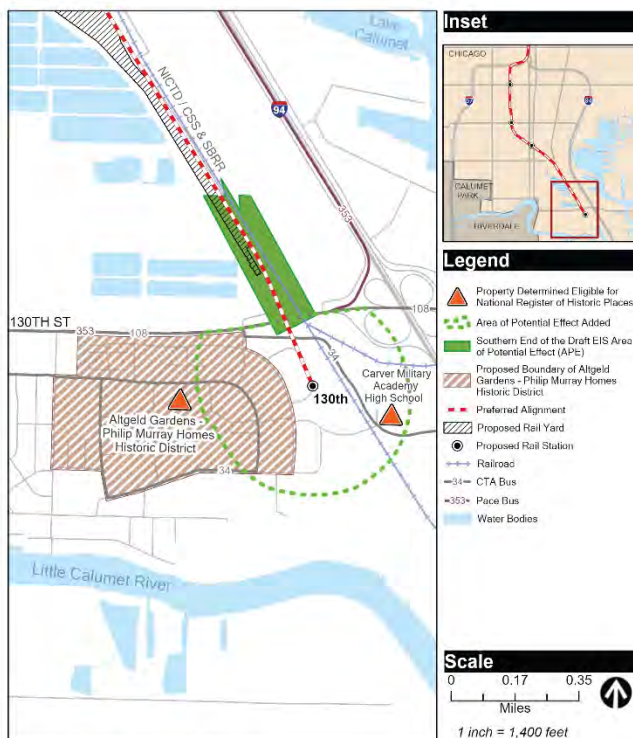 Lake
Calumet
NICTD / CSS & SBRR
94
353
130TH ST
353
108
108
34
Carver Military
Academy
High School
130th
Altgeld Gardens -
Philip Murray Homes
Historic District
34
Little Calumet River
Inset
CHICAGO
57
94
CALUMET
PARK
RIVERDALE
Legend
Property Determined Eligible for
National Register of Historic Places
Area of Potential Effect Added
Southern End of the Draft EIS Area
of Potential Effect (APE)
Proposed Boundary of Altgeld
Gardens - Philip Murray Homes
Historic District
Preferred Alignment
Proposed Rail Yard
Proposed Rail Station
Railroad
34 CTA Bus
353 Pace Bus
Water Bodies
Scale
0 0.17 0.35
Miles
1 inch = 1,400 feet